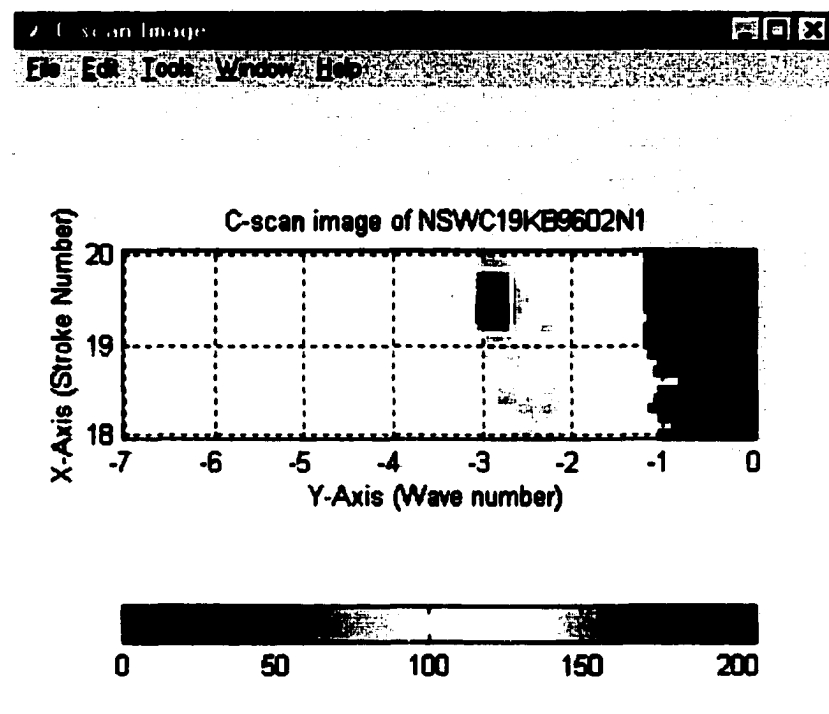 C-scan Image
File Edit Tools Window Help
C-scan image of NSWC19KB9602N1
X-Axis (Stroke Number)
20
19
18
-7 -6 -5 -4 -3 -2 -1 0
Y-Axis (Wave number)
0 50 100 150 200